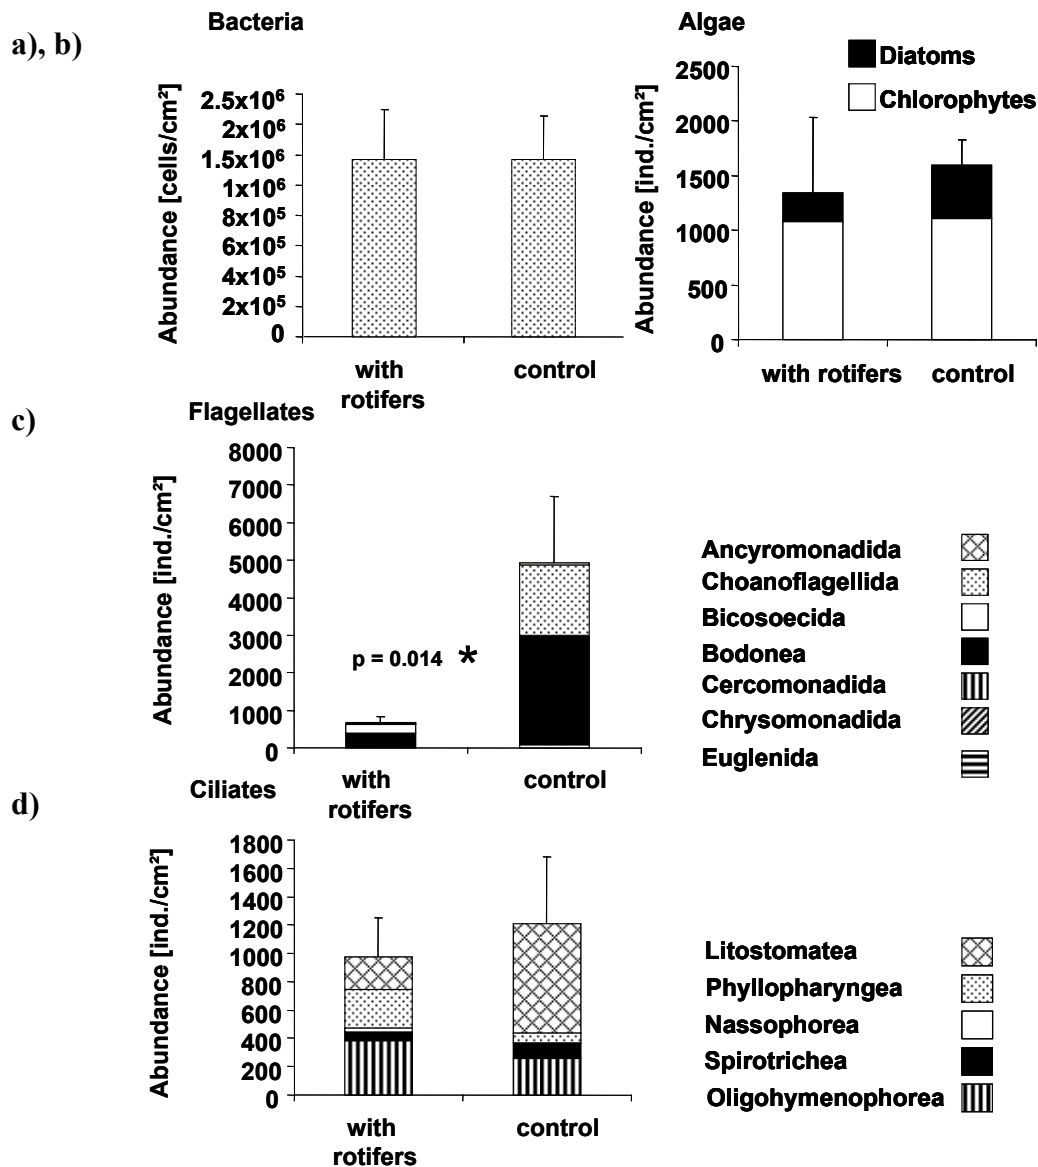 a), b)
Bacteria
Abundance [cells/cm²]
2.5x10⁶
2x10⁶
1.5x10⁶
1x10⁶
8x10⁵
6x10⁵
4x10⁵
2x10⁵
0
with
rotifers
control
Algae
Diatoms
Chlorophytes
Abundance [ind./cm²]
2500
2000
1500
1000
500
0
with rotifers
control
c)
Flagellates
Abundance [ind./cm²]
8000
7000
6000
5000
4000
3000
2000
1000
0
p = 0.014 *
with
rotifers
control
Ancyromonadida
Choanoflagellida
Bicosoecida
Bodonea
Cercomonadida
Chrysomonadida
Euglenida
d)
Ciliates
Abundance [ind./cm²]
1800
1600
1400
1200
1000
800
600
400
200
0
with
rotifers
control
Litostomatea
Phyllopharyngea
Nassophorea
Spirotrichea
Oligohymenophorea